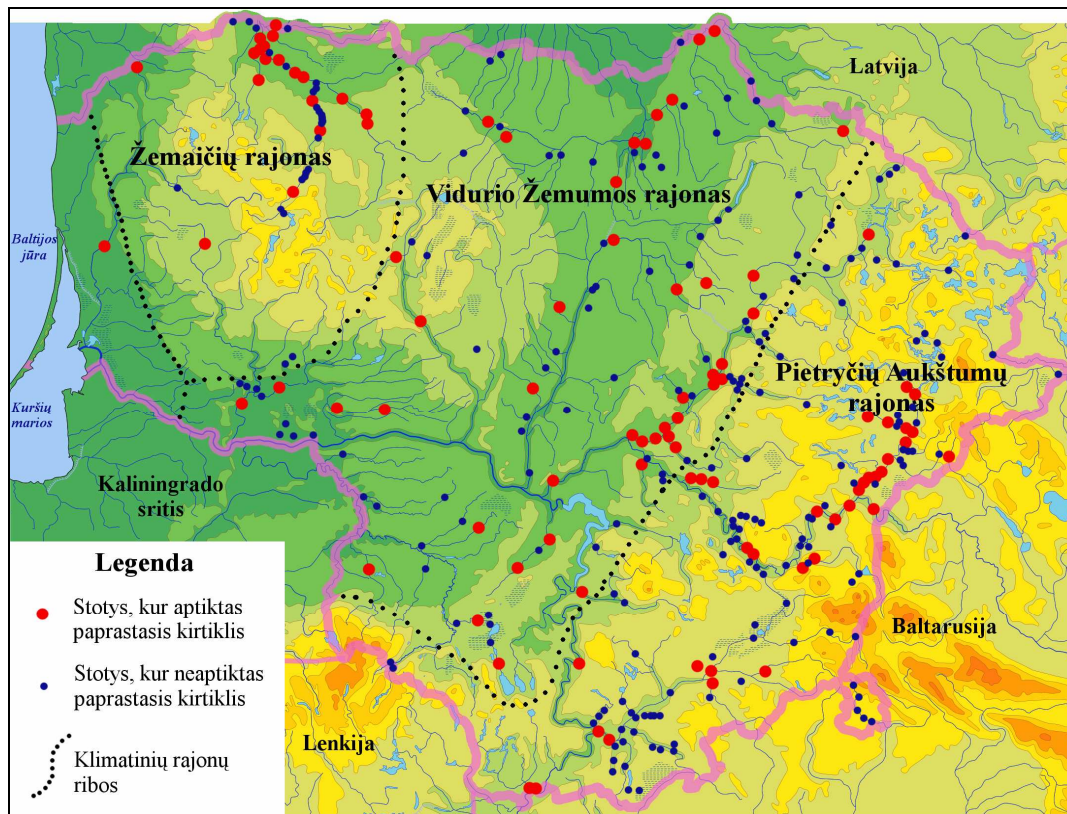 Latvija
Žemaičių rajonas
Vidurio Žemumos rajonas
Baltijos
jūra
Pietryčių Aukštumų
rajonas
Kuršių
marios
Kaliningrado
sritis
Legenda
Stotys, kur aptiktas
paprastasis kirtiklis
Stotys, kur neaptiktas
paprastasis kirtiklis
Klimatinių rajonų
ribos
Baltarusija
Lenkija